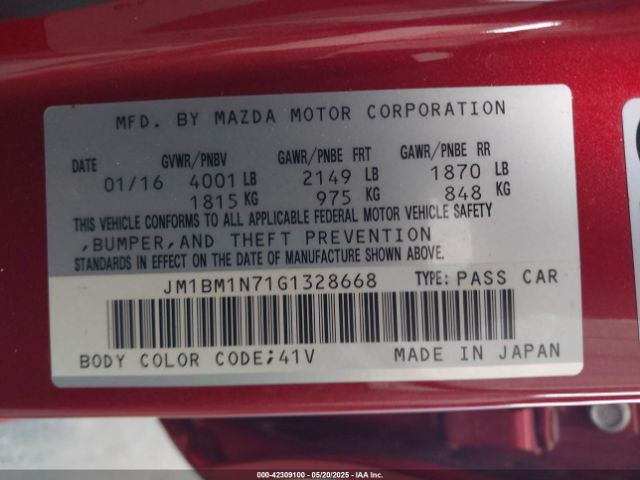 MFD. BY MAZDA MOTOR CORPORATION
DATE GVWR/PNBV GAWR/PNBE FRT GAWR/PNBE RR
01/16 4001 LB 2149 LB 1870 LB
1815 KG 975 KG 848 KG
THIS VEHICLE CONFORMS TO ALL APPLICABLE FEDERAL MOTOR VEHICLE SAFETY
,BUMPER,AND THEFT PREVENTION
STANDARDS IN EFFECT ON THE DATE OF MANUFACTURE SHOWN ABOVE.
JM1BM1N71G1328668 TYPE: PASS CAR
BODY COLOR CODE;41V MADE IN JAPAN
000-42309100 - 05/20/2025 - IAA Inc.